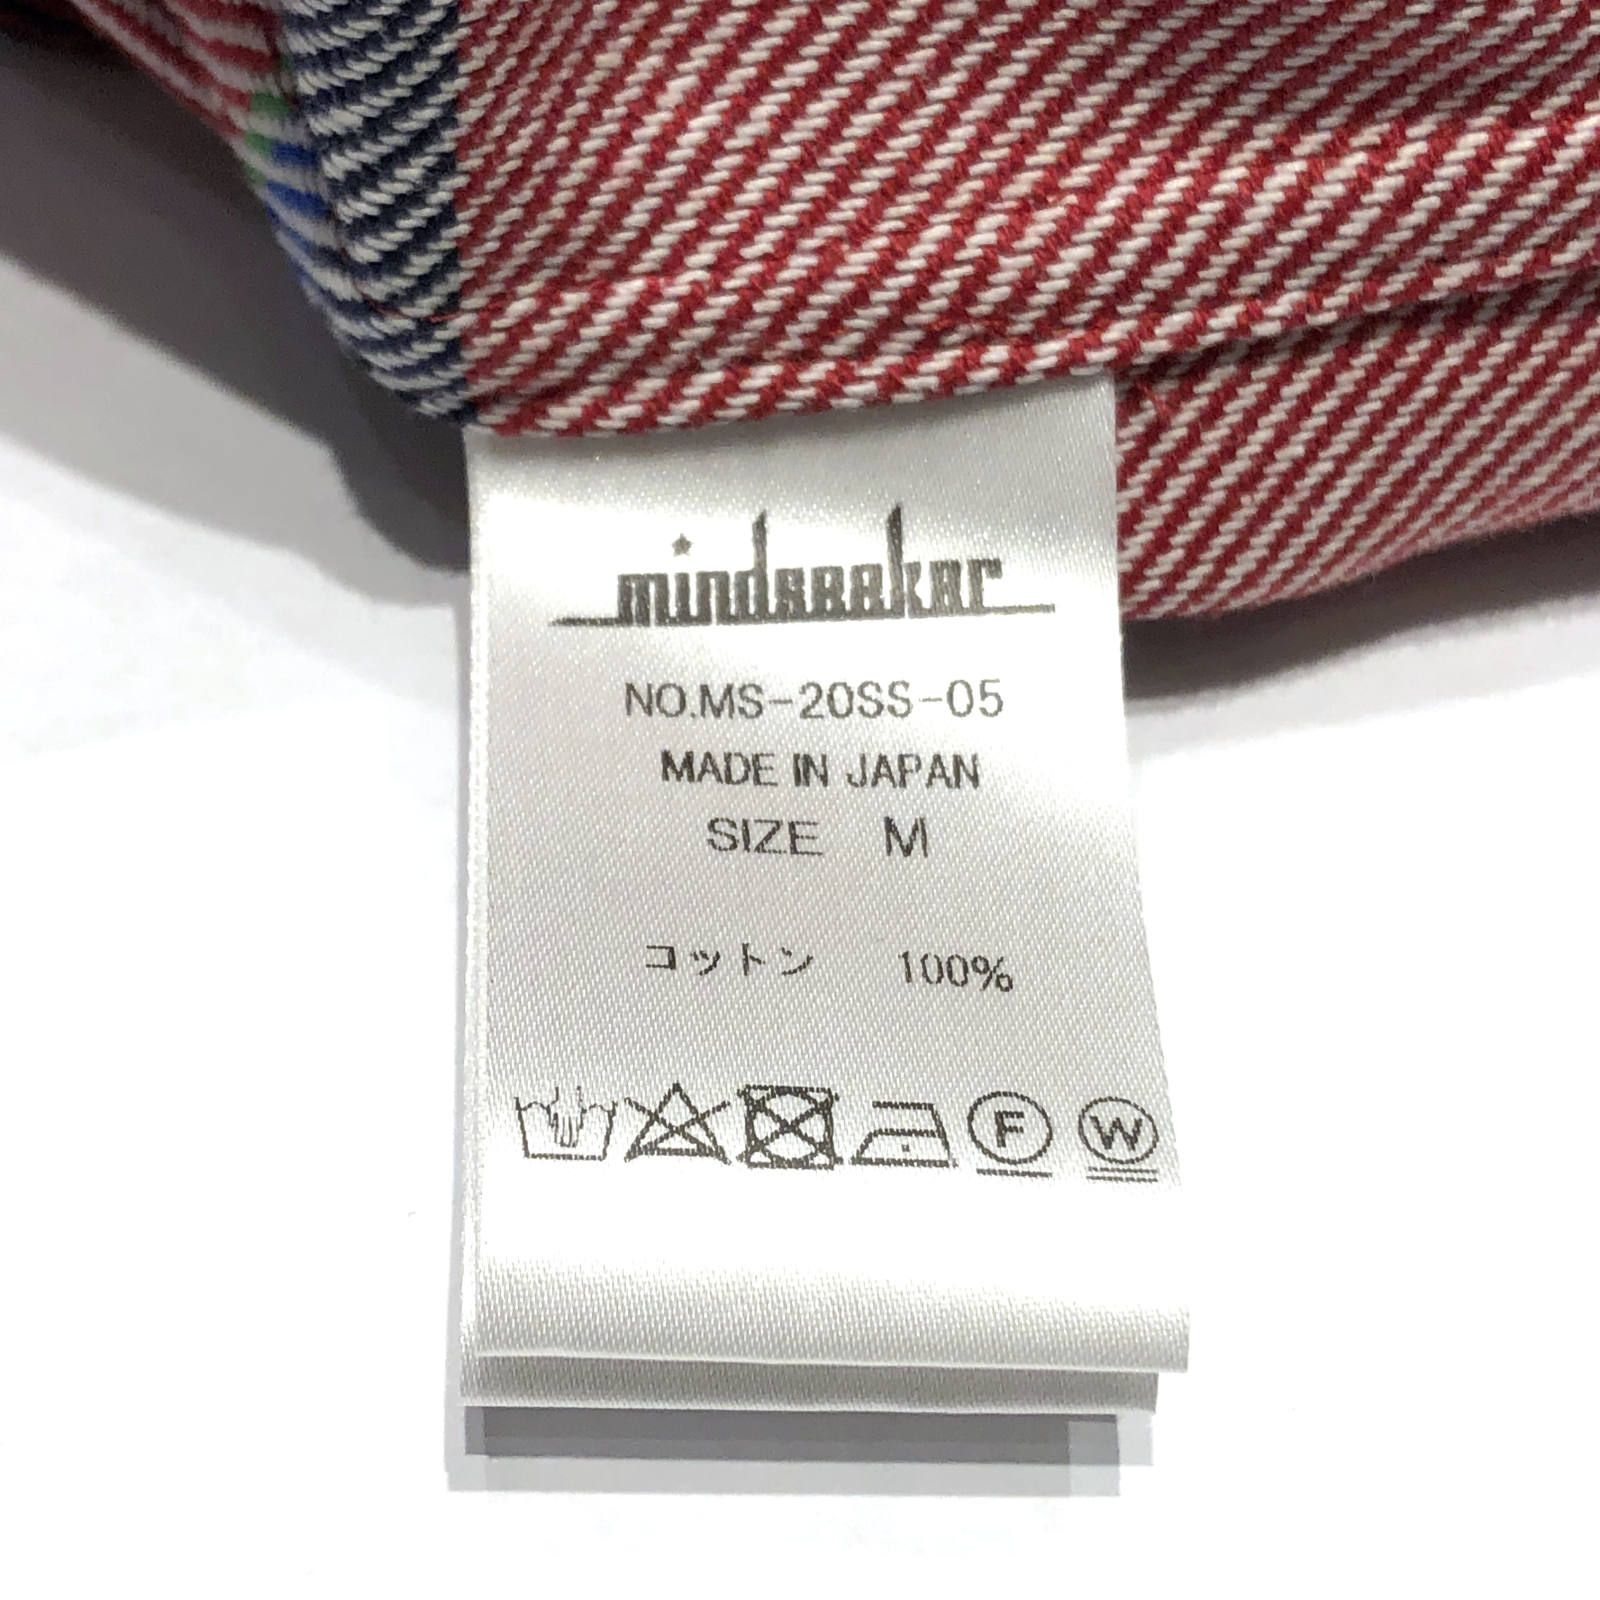 mindseeker
NO.MS-20SS-05
MADE IN JAPAN
SIZE M
コットン 100%
F W